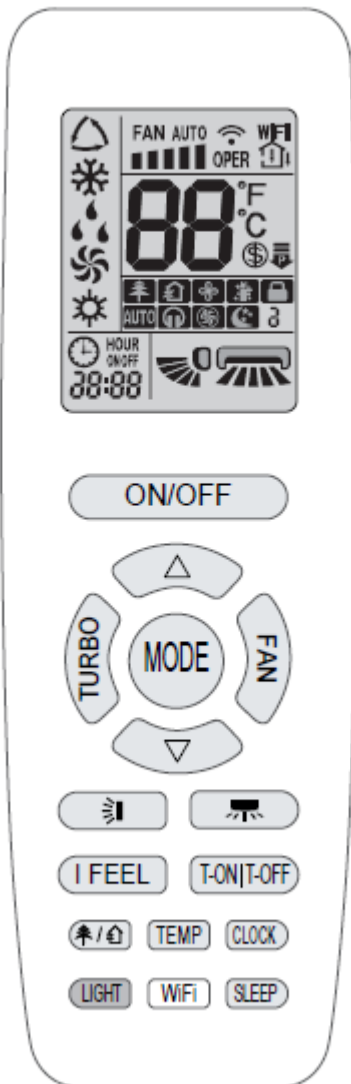 FAN AUTO WiFi
OPER
88 °F
°C
$ P
AUTO
HOUR
ON/OFF
88:88
ON/OFF
TURBO MODE FAN
I FEEL T-ON|T-OFF
/ TEMP CLOCK
LIGHT WiFi SLEEP